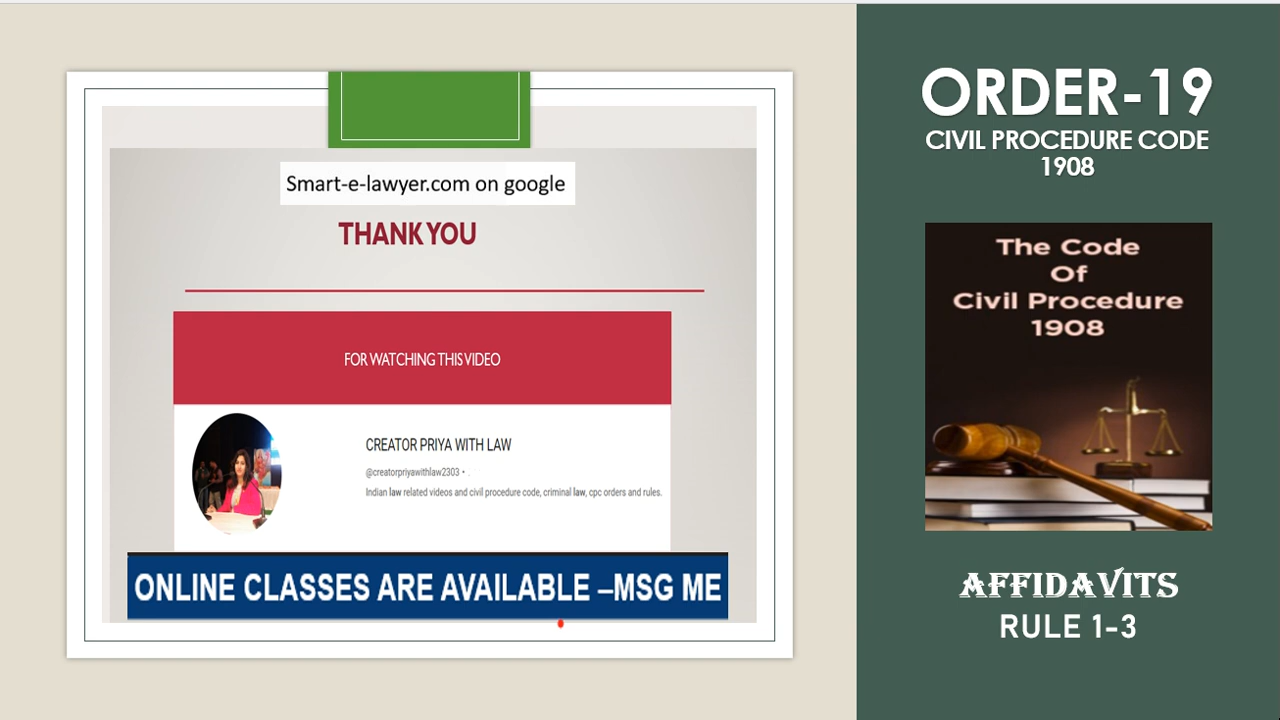 Smart-e-lawyer.com on google
THANK YOU
FOR WATCHING THIS VIDEO
CREATOR PRIYA WITH LAW
@creatorpriyawithlaw2303 •
Indian law related videos and civil procedure code, criminal law, cpc orders and rules.
ONLINE CLASSES ARE AVAILABLE –MSG ME
ORDER-19
CIVIL PROCEDURE CODE
1908
The Code
Of
Civil Procedure
1908
AFFIDAVITS
RULE 1-3